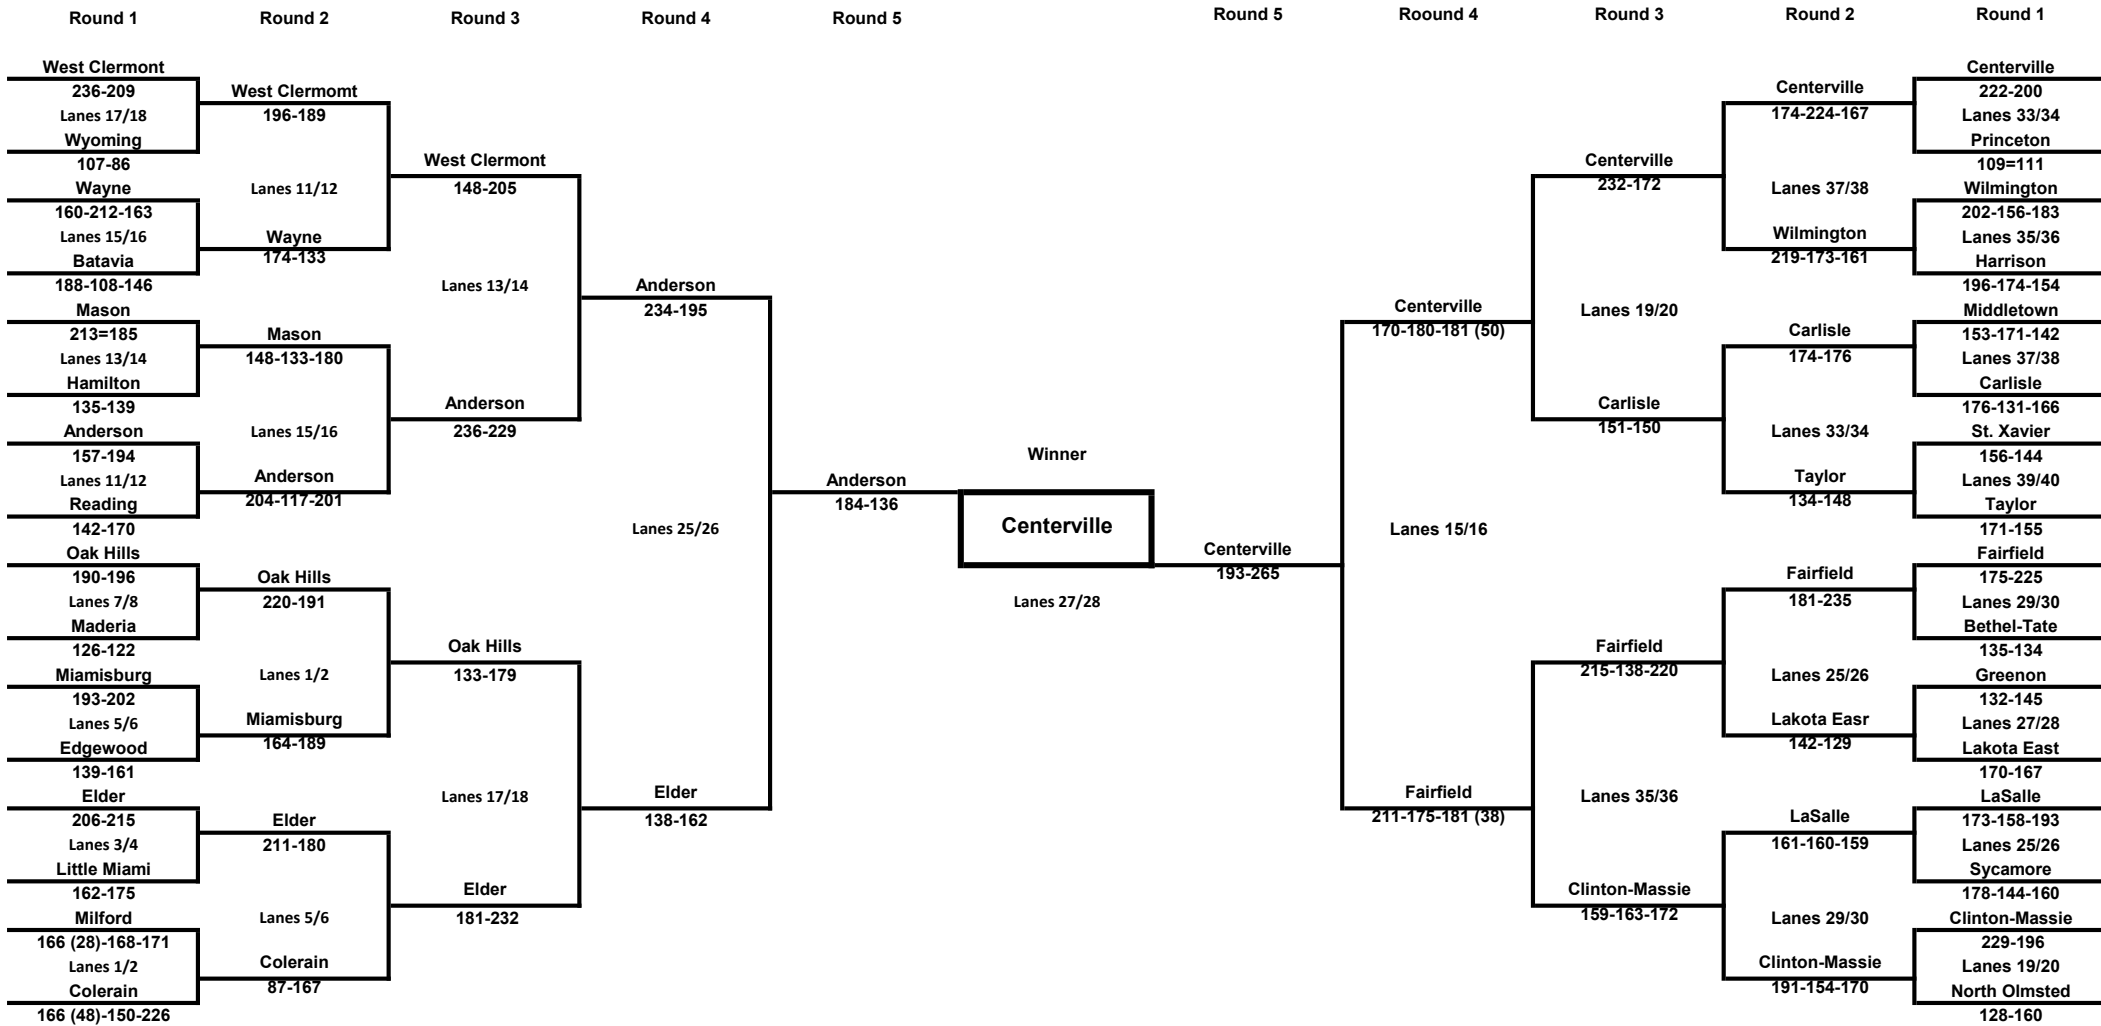 Round 1
Round 2
Round 3
Round 4
Round 5
Round 5
Roound 4
Round 3
Round 2
Round 1
West Clermont
236-209
Lanes 17/18
Wyoming
107-86
Wayne
160-212-163
Lanes 15/16
Batavia
188-108-146
Mason
213=185
Lanes 13/14
Hamilton
135-139
Anderson
157-194
Lanes 11/12
Reading
142-170
Oak Hills
190-196
Lanes 7/8
Maderia
126-122
Miamisburg
193-202
Lanes 5/6
Edgewood
139-161
Elder
206-215
Lanes 3/4
Little Miami
162-175
Milford
166 (28)-168-171
Lanes 1/2
Colerain
166 (48)-150-226
West Clermomt
196-189
Lanes 11/12
Wayne
174-133
Mason
148-133-180
Lanes 15/16
Anderson
204-117-201
Oak Hills
220-191
Lanes 1/2
Miamisburg
164-189
Elder
211-180
Lanes 5/6
Colerain
87-167
West Clermont
148-205
Lanes 13/14
Anderson
236-229
Oak Hills
133-179
Lanes 17/18
Elder
181-232
Anderson
234-195
Lanes 25/26
Elder
138-162
Anderson
184-136
Winner
Centerville
Lanes 27/28
Centerville
193-265
Centerville
170-180-181 (50)
Lanes 15/16
Fairfield
211-175-181 (38)
Centerville
232-172
Lanes 19/20
Carlisle
151-150
Fairfield
215-138-220
Lanes 35/36
Clinton-Massie
159-163-172
Centerville
174-224-167
Lanes 37/38
Wilmington
219-173-161
Carlisle
174-176
Lanes 33/34
Taylor
134-148
Fairfield
181-235
Lanes 25/26
Lakota Easr
142-129
LaSalle
161-160-159
Lanes 29/30
Clinton-Massie
191-154-170
Centerville
222-200
Lanes 33/34
Princeton
109=111
Wilmington
202-156-183
Lanes 35/36
Harrison
196-174-154
Middletown
153-171-142
Lanes 37/38
Carlisle
176-131-166
St. Xavier
156-144
Lanes 39/40
Taylor
171-155
Fairfield
175-225
Lanes 29/30
Bethel-Tate
135-134
Greenon
132-145
Lanes 27/28
Lakota East
170-167
LaSalle
173-158-193
Lanes 25/26
Sycamore
178-144-160
Clinton-Massie
229-196
Lanes 19/20
North Olmsted
128-160